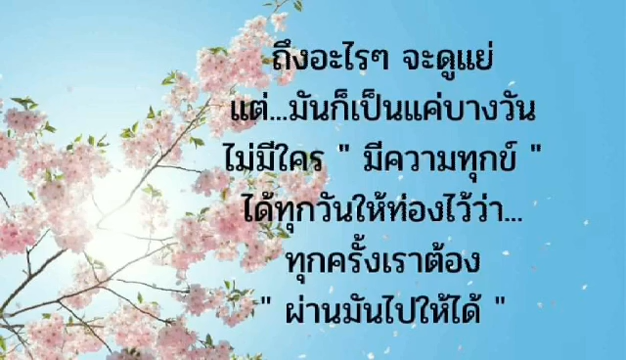 ถึงอะไรๆ จะดูแย่
แต่...มันก็เป็นแค่บางวัน
ไม่มีใคร " มีความทุกข์ "
ได้ทุกวันให้ท่องไว้ว่า...
ทุกครั้งเราต้อง
" ผ่านมันไปให้ได้ "